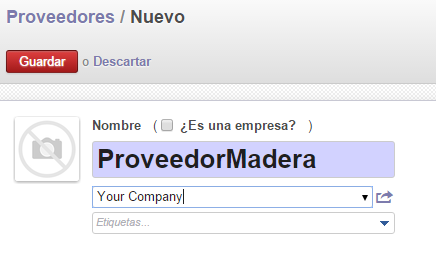 Proveedores / Nuevo
Guardar o Descartar
Nombre ( ¿Es una empresa? )
ProveedorMadera
Your Company
Etiquetas...